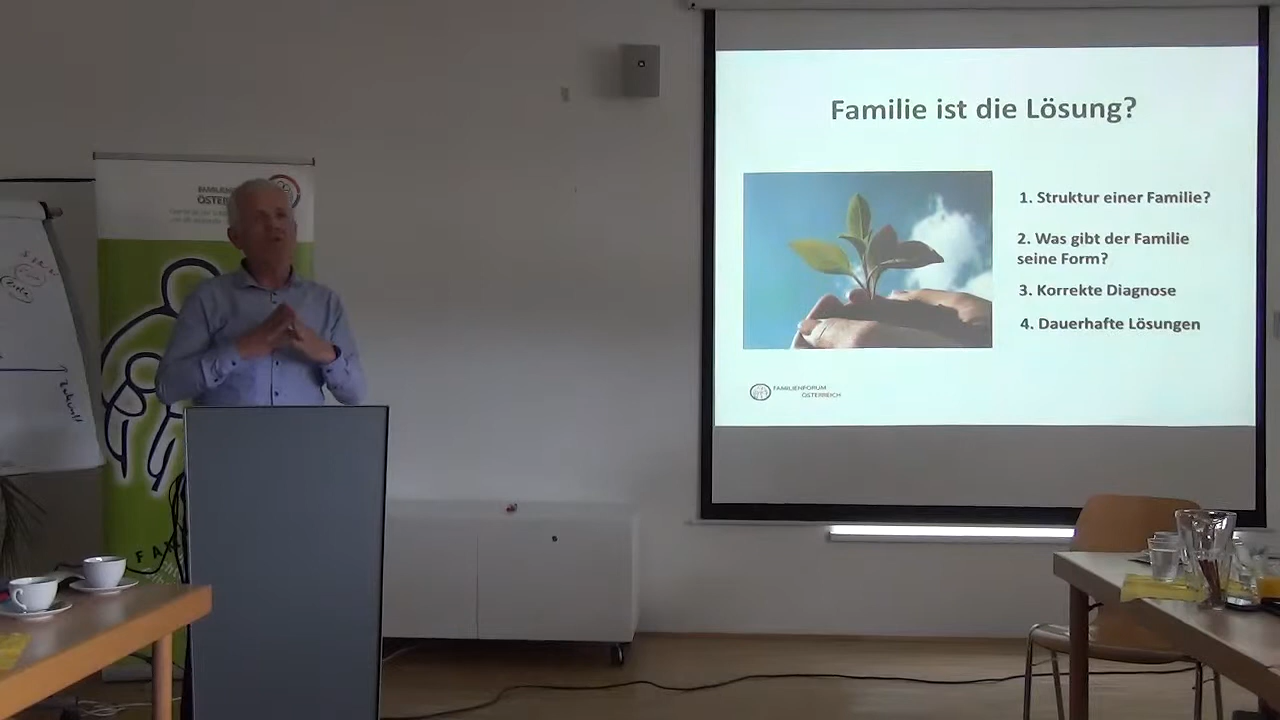 Familie ist die Lösung?
1. Struktur einer Familie?
2. Was gibt der Familie
seine Form?
3. Korrekte Diagnose
4. Dauerhafte Lösungen
FAMILIENFORUM
ÖSTERREICH